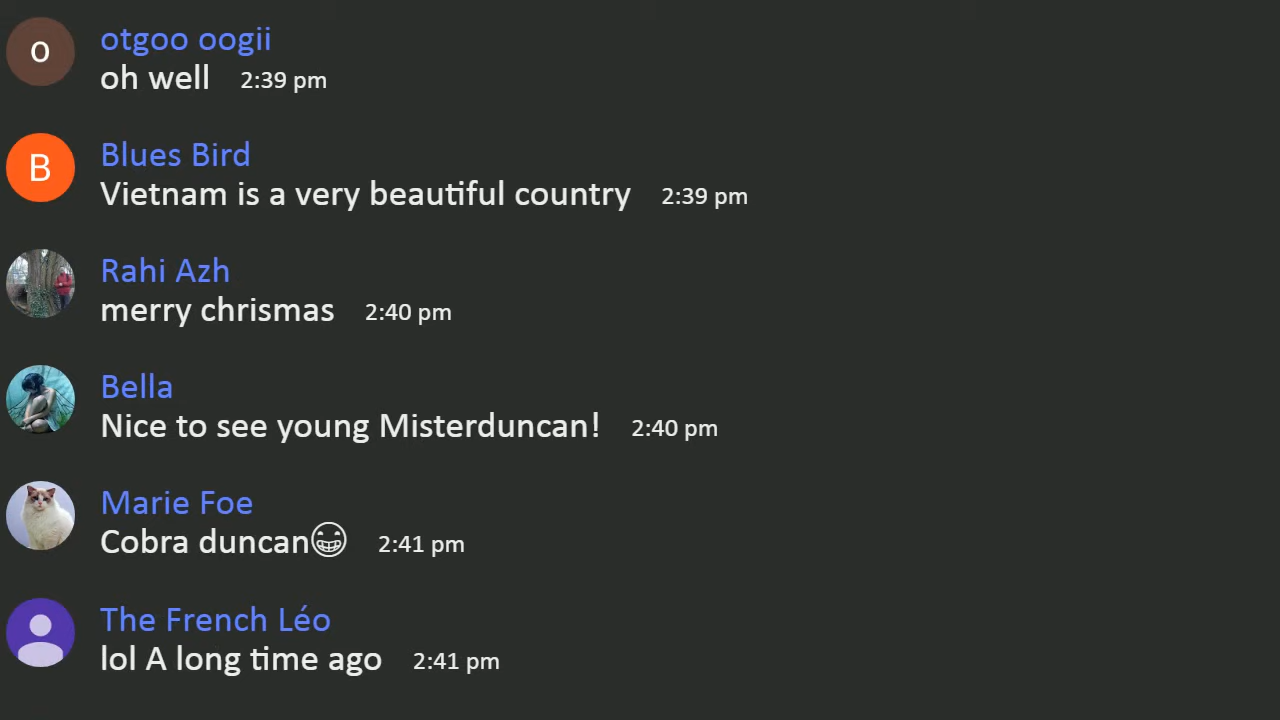 o
otgoo oogii
oh well 2:39 pm
B
Blues Bird
Vietnam is a very beautiful country 2:39 pm
Rahi Azh
merry chrismas 2:40 pm
Bella
Nice to see young Misterduncan! 2:40 pm
Marie Foe
Cobra duncan😁 2:41 pm
The French Léo
lol A long time ago 2:41 pm